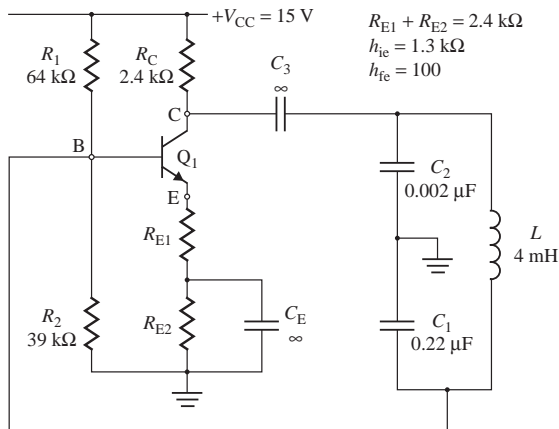 +V_CC = 15 V
R_E1 + R_E2 = 2.4 kΩ
h_ie = 1.3 kΩ
h_fe = 100
R_1
64 kΩ
R_C
2.4 kΩ
C_3
∞
C
B
Q_1
E
C_2
0.002 μF
R_E1
L
4 mH
R_2
39 kΩ
R_E2
C_E
∞
C_1
0.22 μF